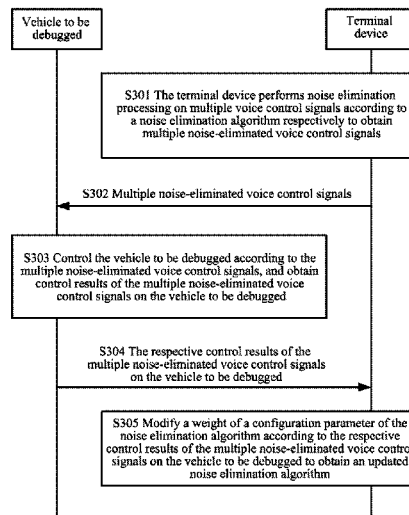 Vehicle to be
debugged
Terminal
device
S301 The terminal device performs noise elimination
processing on multiple voice control signals according to
a noise elimination algorithm respectively to obtain
multiple noise-eliminated voice control signals
S302 Multiple noise-eliminated voice control signals
S303 Control the vehicle to be debugged according to the
multiple noise-eliminated voice control signals, and obtain
control results of the multiple noise-eliminated voice
control signals on the vehicle to be debugged
S304 The respective control results of the
multiple noise-eliminated voice control signals
on the vehicle to be debugged
S305 Modify a weight of a configuration parameter of the
noise elimination algorithm according to the respective
control results of the multiple noise-eliminated voice control
signals on the vehicle to be debugged to obtain an updated
noise elimination algorithm